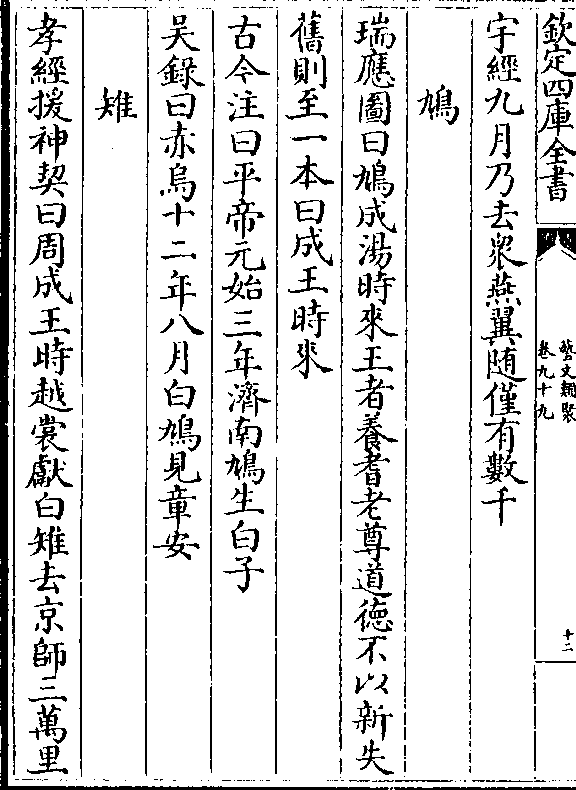 欽定四庫全書
藝文類聚
卷九十九
十二
宇經九月乃去衆燕翼随僅有數千
鳩
瑞應圖曰鳩成湯時來王者養耆老尊道徳不以新失
舊則至一本曰成王時來
古今注曰平帝元始三年濟南鳩生白子
吳錄曰赤烏十二年八月白鳩見章安
雉
孝經援神契曰周成王時越裳獻白雉去京師三萬里